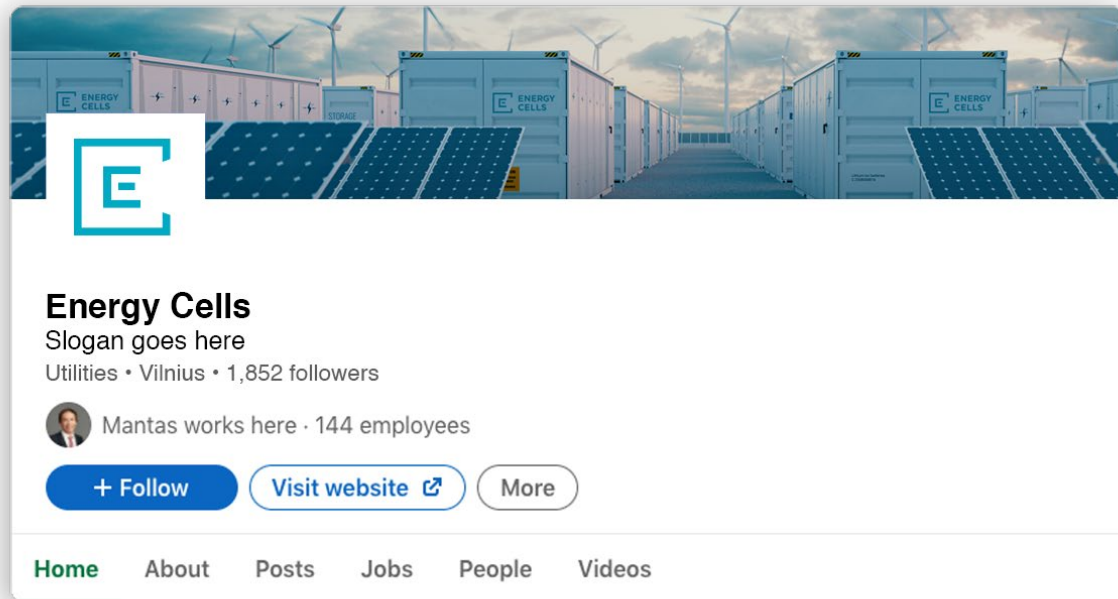 ENERGY
CELLS
STORAGE
ENERGY
CELLS
ENERGY
CELLS
E
Energy Cells
Slogan goes here
Utilities • Vilnius • 1,852 followers
Mantas works here · 144 employees
+ Follow
Visit website
More
Home About Posts Jobs People Videos